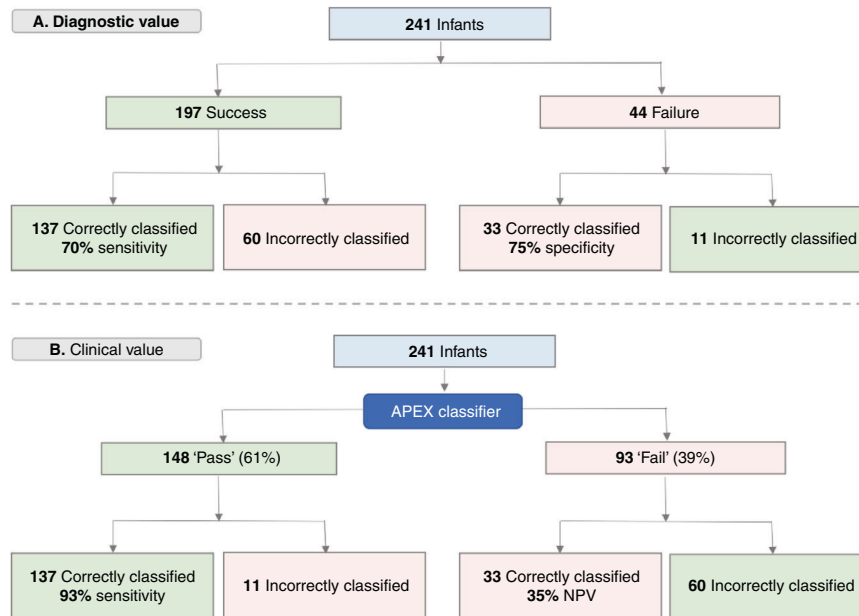 A. Diagnostic value
241 Infants
197 Success
44 Failure
137 Correctly classified
70% sensitivity
60 Incorrectly classified
33 Correctly classified
75% specificity
11 Incorrectly classified
B. Clinical value
241 Infants
APEX classifier
148 'Pass' (61%)
93 'Fail' (39%)
137 Correctly classified
93% sensitivity
11 Incorrectly classified
33 Correctly classified
35% NPV
60 Incorrectly classified